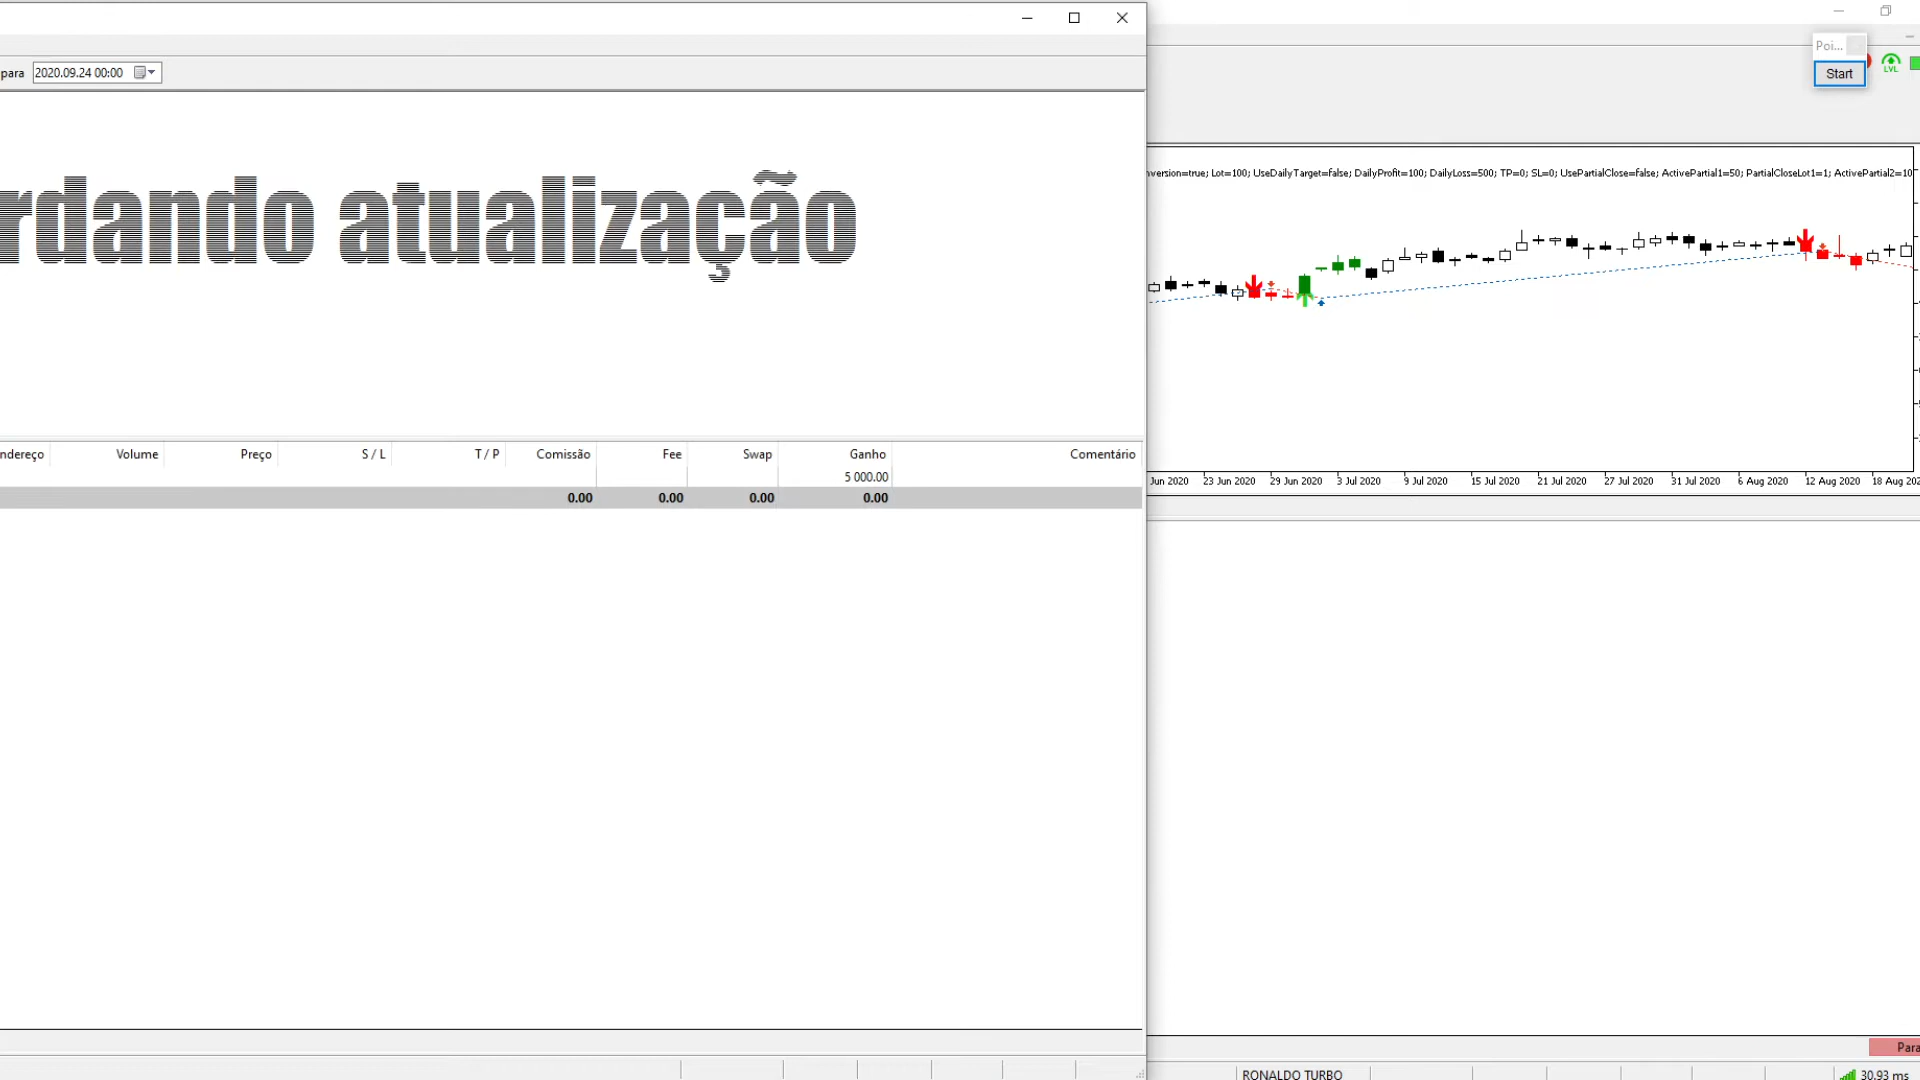 para 2020.09.24 00:00
Poi...
Start
LVL
rdando atualização
nversion=true; Lot=100; UseDailyTarget=false; DailyProfit=100; DailyLoss=500; TP=0; SL=0; UsePartialClose=false; ActivePartial1=50; PartialCloseLot1=1; ActivePartial2=10
ndereço Volume Preço S / L T / P Comissão Fee Swap Ganho Comentário
5 000.00
0.00 0.00 0.00 0.00
Jun 2020 23 Jun 2020 29 Jun 2020 3 Jul 2020 9 Jul 2020 15 Jul 2020 21 Jul 2020 27 Jul 2020 31 Jul 2020 6 Aug 2020 12 Aug 2020 18 Aug 202
Para
RONALDO TURBO 30.93 ms